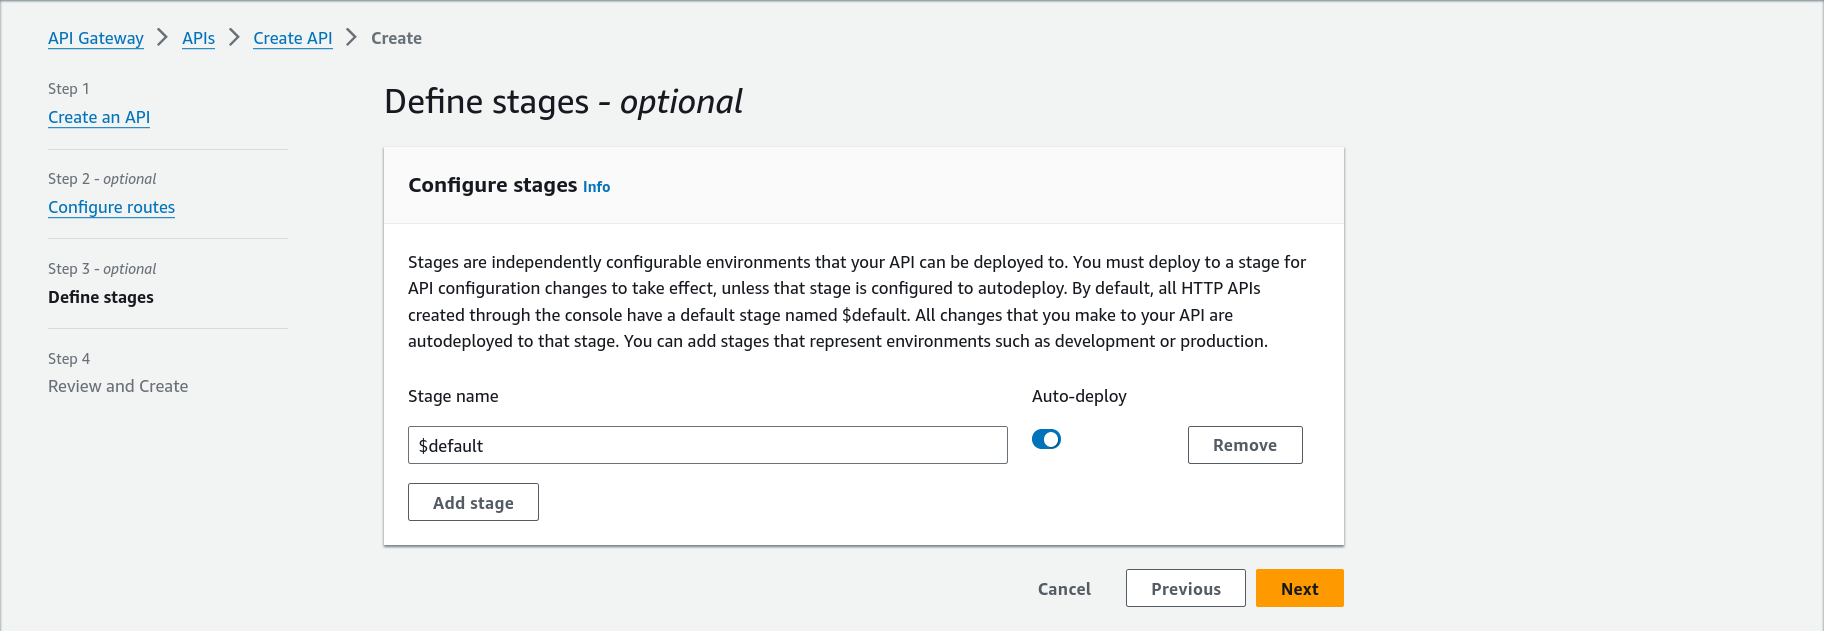 API Gateway > APIs > Create API > Create
Step 1
Create an API
Step 2 - optional
Configure routes
Step 3 - optional
Define stages
Step 4
Review and Create
Define stages - optional
Configure stages Info
Stages are independently configurable environments that your API can be deployed to. You must deploy to a stage for
API configuration changes to take effect, unless that stage is configured to autodeploy. By default, all HTTP APIs
created through the console have a default stage named $default. All changes that you make to your API are
autodeployed to that stage. You can add stages that represent environments such as development or production.
Stage name Auto-deploy
$default Remove
Add stage
Cancel Previous Next